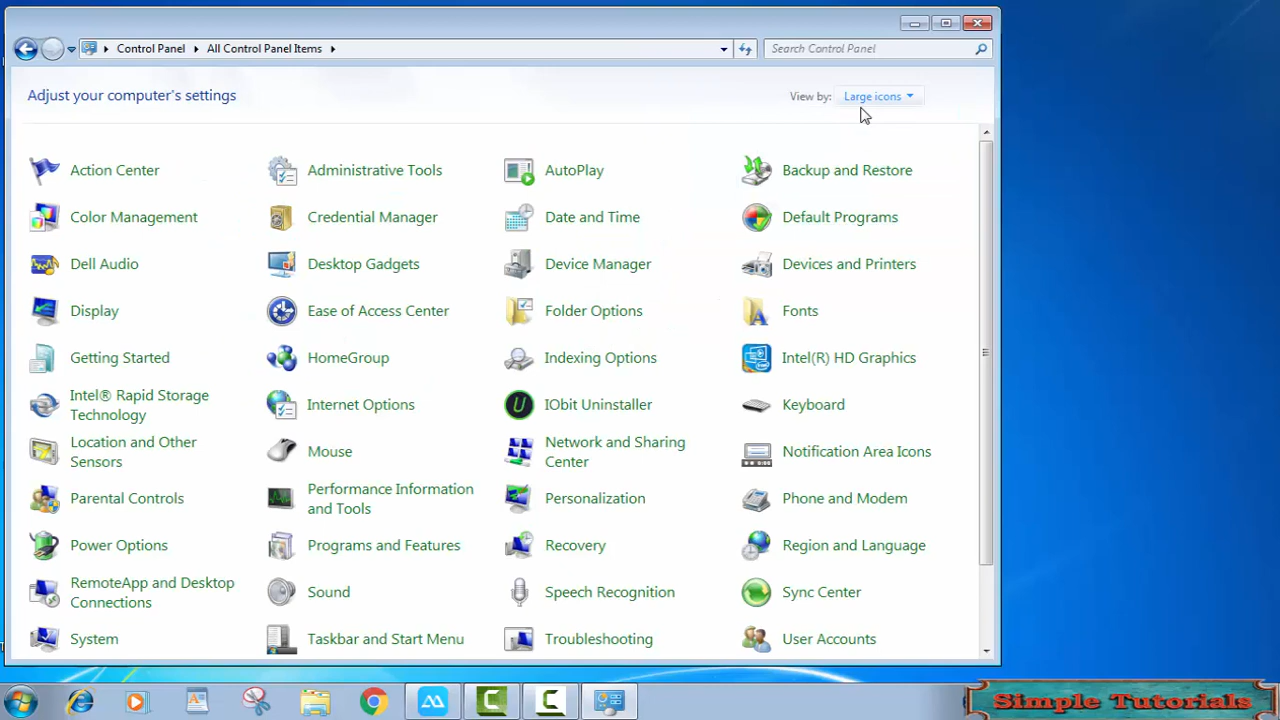 Control Panel
All Control Panel Items
Search Control Panel
Adjust your computer's settings
View by:
Large icons
Action Center
Administrative Tools
AutoPlay
Backup and Restore
Color Management
Credential Manager
Date and Time
Default Programs
Dell Audio
Desktop Gadgets
Device Manager
Devices and Printers
Display
Ease of Access Center
Folder Options
Fonts
Getting Started
HomeGroup
Indexing Options
Intel(R) HD Graphics
Intel® Rapid Storage
Technology
Internet Options
IObit Uninstaller
Keyboard
Location and Other
Sensors
Mouse
Network and Sharing
Center
Notification Area Icons
Parental Controls
Performance Information
and Tools
Personalization
Phone and Modem
Power Options
Programs and Features
Recovery
Region and Language
RemoteApp and Desktop
Connections
Sound
Speech Recognition
Sync Center
System
Taskbar and Start Menu
Troubleshooting
User Accounts
Simple Tutorials